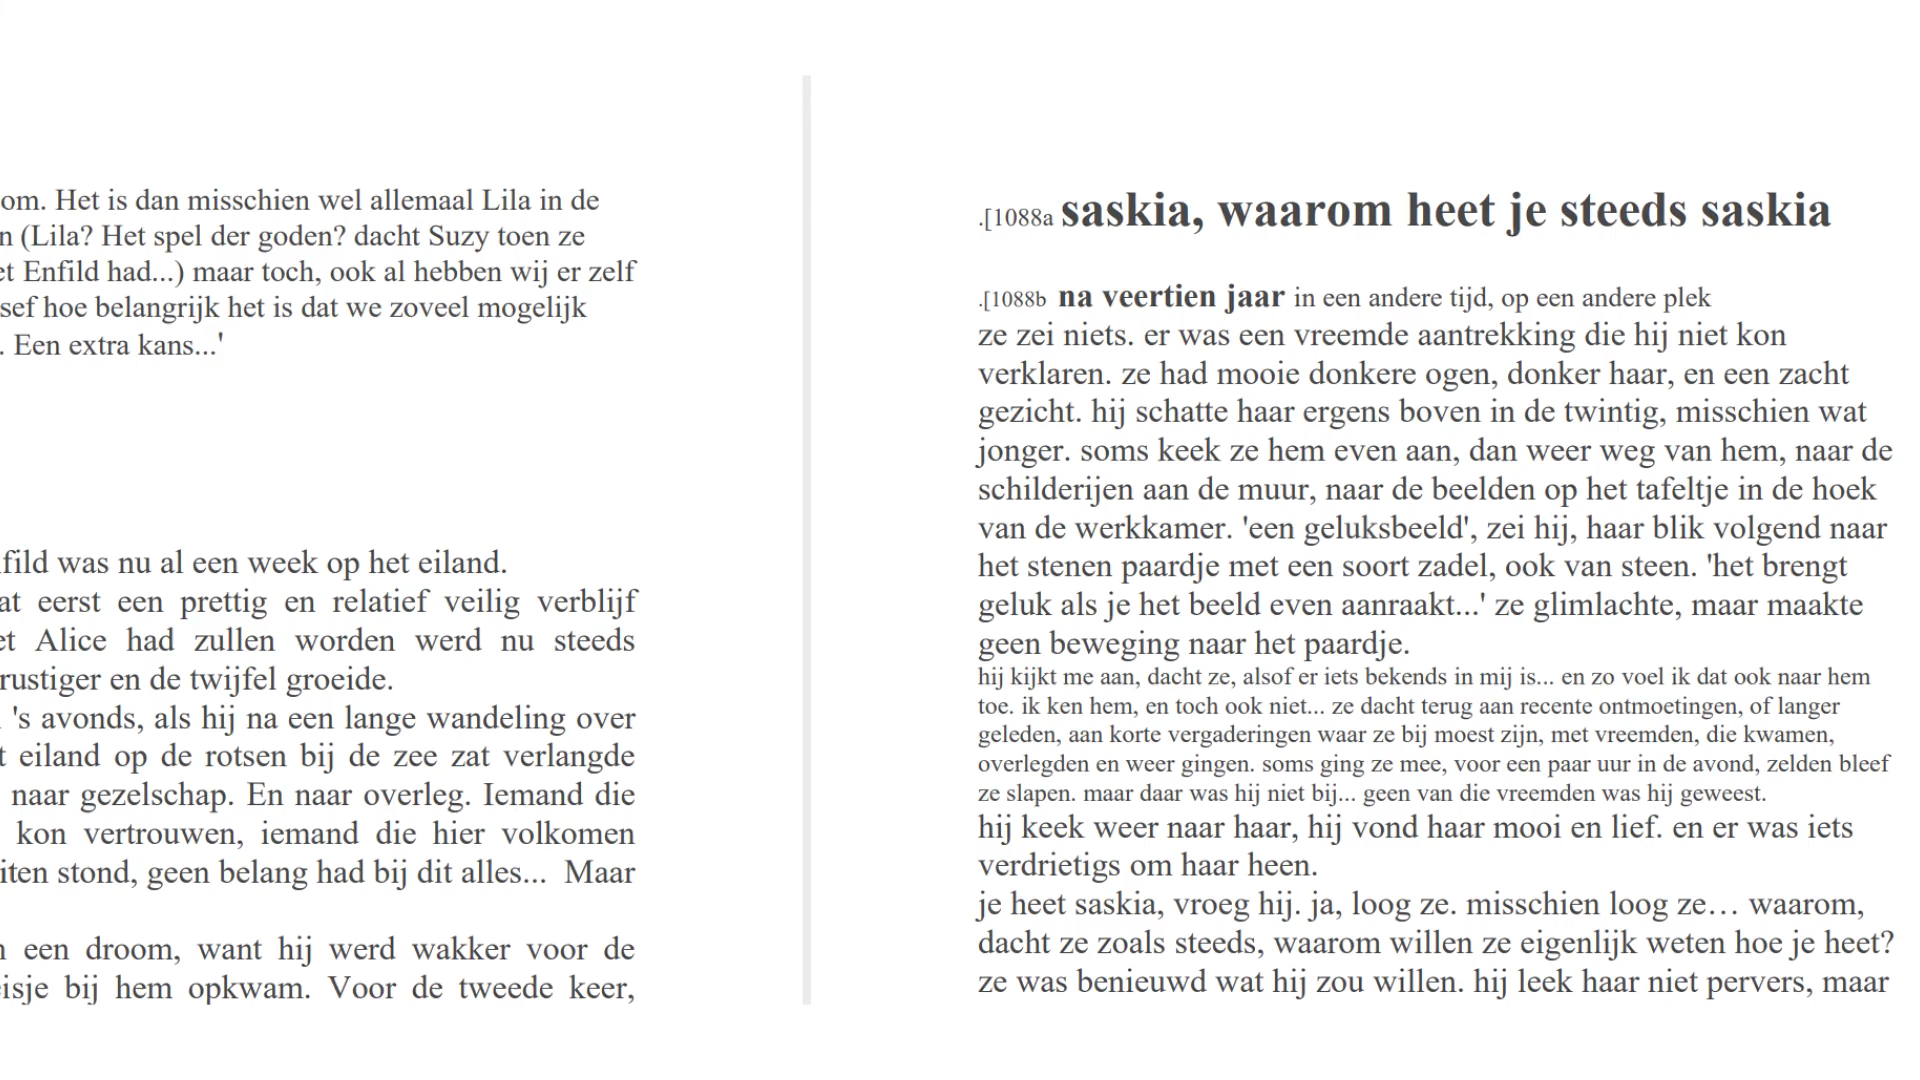 om. Het is dan misschien wel allemaal Lila in de
n (Lila? Het spel der goden? dacht Suzy toen ze
et Enfild had...) maar toch, ook al hebben wij er zelf
sef hoe belangrijk het is dat we zoveel mogelijk
. Een extra kans...'
fild was nu al een week op het eiland.
at eerst een prettig en relatief veilig verblijf
et Alice had zullen worden werd nu steeds
rustiger en de twijfel groeide.
's avonds, als hij na een lange wandeling over
t eiland op de rotsen bij de zee zat verlangde
naar gezelschap. En naar overleg. Iemand die
kon vertrouwen, iemand die hier volkomen
iten stond, geen belang had bij dit alles... Maar
n een droom, want hij werd wakker voor de
eisje bij hem opkwam. Voor de tweede keer,
.[1088a saskia, waarom heet je steeds saskia
.[1088b na veertien jaar in een andere tijd, op een andere plek
ze zei niets. er was een vreemde aantrekking die hij niet kon
verklaren. ze had mooie donkere ogen, donker haar, en een zacht
gezicht. hij schatte haar ergens boven in de twintig, misschien wat
jonger. soms keek ze hem even aan, dan weer weg van hem, naar de
schilderijen aan de muur, naar de beelden op het tafeltje in de hoek
van de werkkamer. 'een geluksbeeld', zei hij, haar blik volgend naar
het stenen paardje met een soort zadel, ook van steen. 'het brengt
geluk als je het beeld even aanraakt...' ze glimlachte, maar maakte
geen beweging naar het paardje.
hij kijkt me aan, dacht ze, alsof er iets bekends in mij is... en zo voel ik dat ook naar hem
toe. ik ken hem, en toch ook niet... ze dacht terug aan recente ontmoetingen, of langer
geleden, aan korte vergaderingen waar ze bij moest zijn, met vreemden, die kwamen,
overlegden en weer gingen. soms ging ze mee, voor een paar uur in de avond, zelden bleef
ze slapen. maar daar was hij niet bij... geen van die vreemden was hij geweest.
hij keek weer naar haar, hij vond haar mooi en lief. en er was iets
verdrietigs om haar heen.
je heet saskia, vroeg hij. ja, loog ze. misschien loog ze… waarom,
dacht ze zoals steeds, waarom willen ze eigenlijk weten hoe je heet?
ze was benieuwd wat hij zou willen. hij leek haar niet pervers, maar